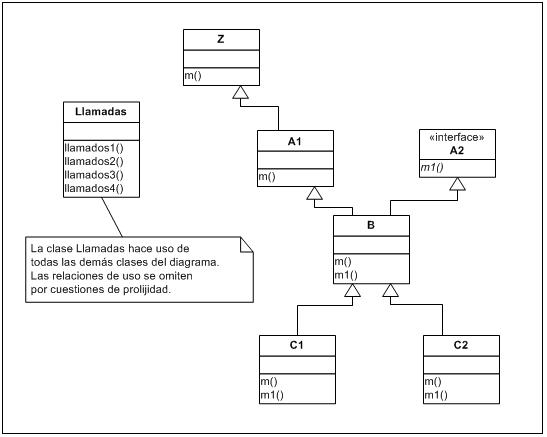 Z
m()
Llamadas
llamados1()
llamados2()
llamados3()
llamados4()
A1
m()
«interface»
A2
m1()
B
m()
m1()
La clase Llamadas hace uso de
todas las demás clases del diagrama.
Las relaciones de uso se omiten
por cuestiones de prolijidad.
C1
m()
m1()
C2
m()
m1()